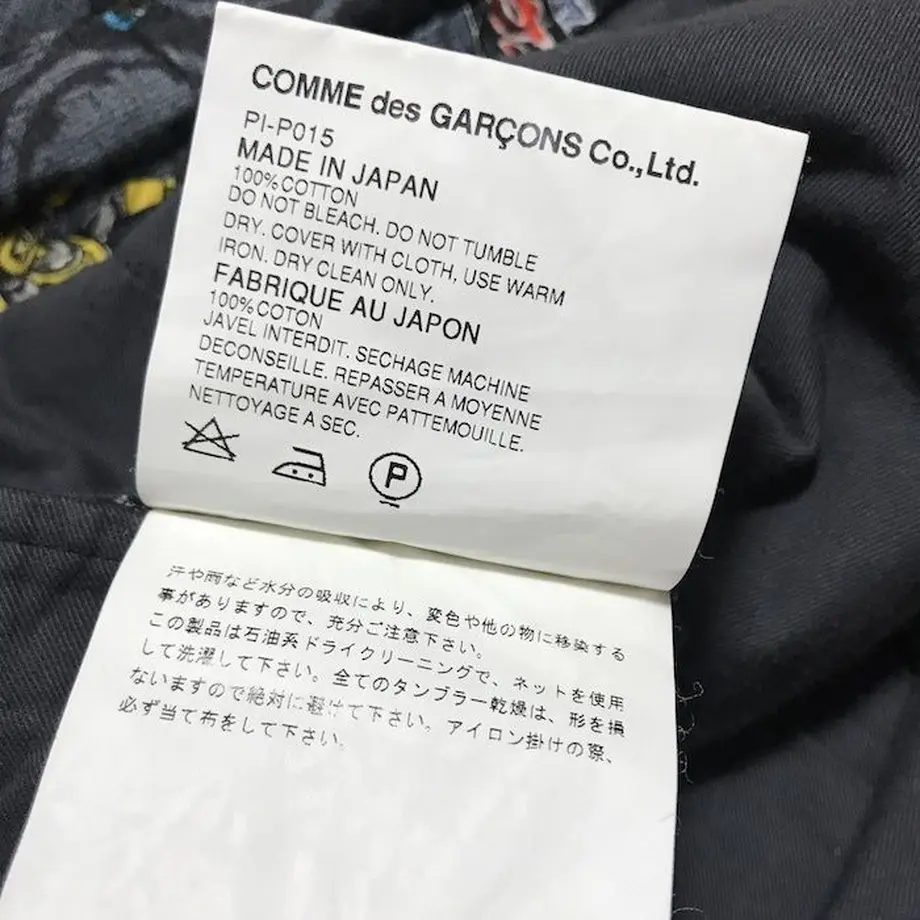 COMME des GARÇONS Co.,Ltd.
PI-P015
MADE IN JAPAN
100%COTTON
DO NOT BLEACH. DO NOT TUMBLE
DRY. COVER WITH CLOTH, USE WARM
IRON. DRY CLEAN ONLY.
FABRIQUE AU JAPON
100%COTON
JAVEL INTERDIT. SECHAGE MACHINE
DECONSEILLE. REPASSER A MOYENNE
TEMPERATURE AVEC PATTEMOUILLE.
NETTOYAGE A SEC.
P
汗や雨など水分の吸収により、変色や他の物に移染する
事がありますので、充分ご注意下さい。
この製品は石油系ドライクリーニングで、ネットを使用
して洗濯して下さい。全てのタンブラー乾燥は、形を損
ないますので絶対に避けて下さい。アイロン掛けの際、
必ず当て布をして下さい。